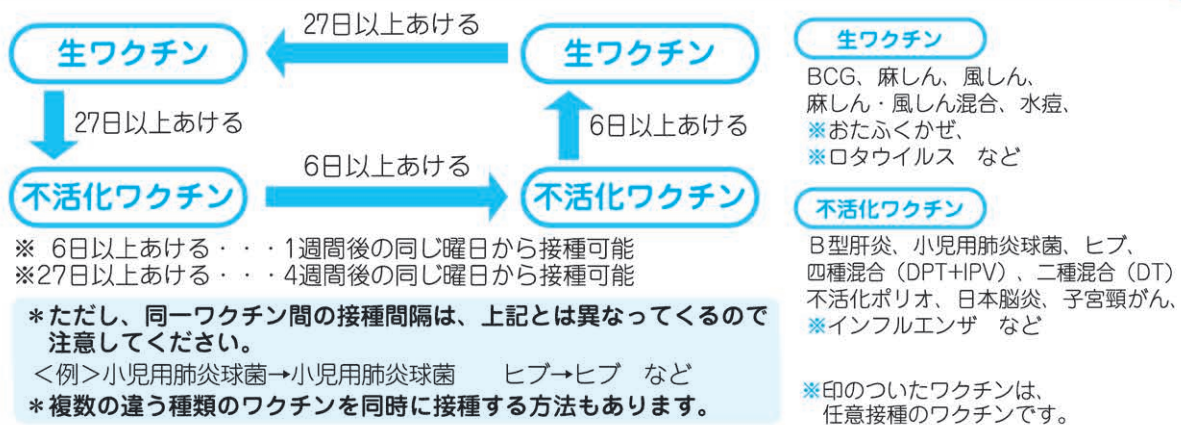 27日以上あける
生ワクチン
生ワクチン
27日以上あける
6日以上あける
6日以上あける
不活化ワクチン
不活化ワクチン
※ 6日以上あける・・・1週間後の同じ曜日から接種可能
※27日以上あける・・・4週間後の同じ曜日から接種可能
＊ただし、同一ワクチン間の接種間隔は、上記とは異なってくるので
注意してください。
＜例＞小児用肺炎球菌→小児用肺炎球菌　　ヒブ→ヒブ　など
＊複数の違う種類のワクチンを同時に接種する方法もあります。
生ワクチン
BCG、麻しん、風しん、
麻しん・風しん混合、水痘、
※おたふくかぜ、
※ロタウイルス　など
不活化ワクチン
B型肝炎、小児用肺炎球菌、ヒブ、
四種混合（DPT+IPV）、二種混合（DT）
不活化ポリオ、日本脳炎、子宮頸がん、
※インフルエンザ　など
※印のついたワクチンは、
任意接種のワクチンです。